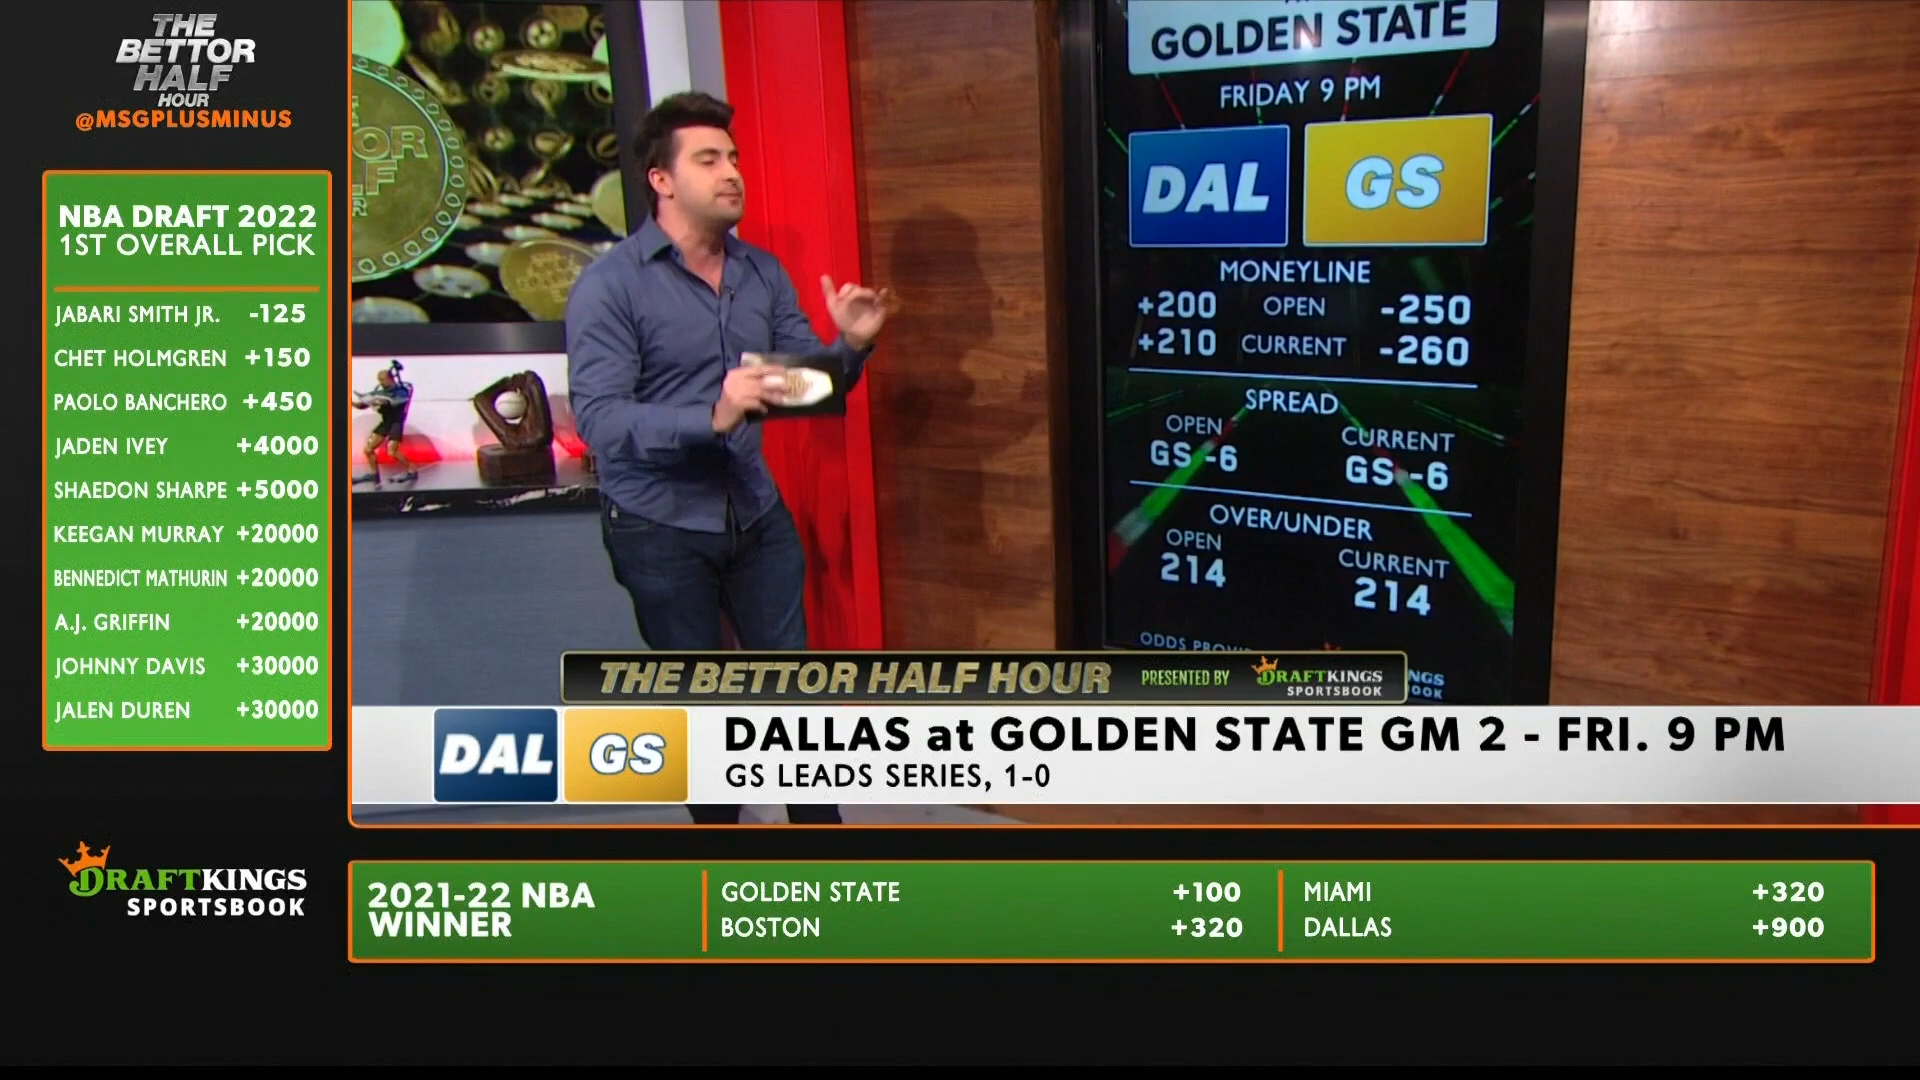 THE
BETTOR
HALF
HOUR
@MSGPLUSMINUS
NBA DRAFT 2022
1ST OVERALL PICK
JABARI SMITH JR. -125
CHET HOLMGREN +150
PAOLO BANCHERO +450
JADEN IVEY +4000
SHAEDON SHARPE +5000
KEEGAN MURRAY +20000
BENNEDICT MATHURIN +20000
A.J. GRIFFIN +20000
JOHNNY DAVIS +30000
JALEN DUREN +30000
GOLDEN STATE
FRIDAY 9 PM
DAL GS
MONEYLINE
+200 OPEN -250
+210 CURRENT -260
SPREAD
OPEN CURRENT
GS -6 GS -6
OVER/UNDER
OPEN CURRENT
214 214
ODDS
THE BETTOR HALF HOUR PRESENTED BY DRAFTKINGS
SPORTSBOOK
DAL GS DALLAS at GOLDEN STATE GM 2 - FRI. 9 PM
GS LEADS SERIES, 1-0
DRAFTKINGS
SPORTSBOOK
2021-22 NBA
WINNER
GOLDEN STATE +100 MIAMI +320
BOSTON +320 DALLAS +900